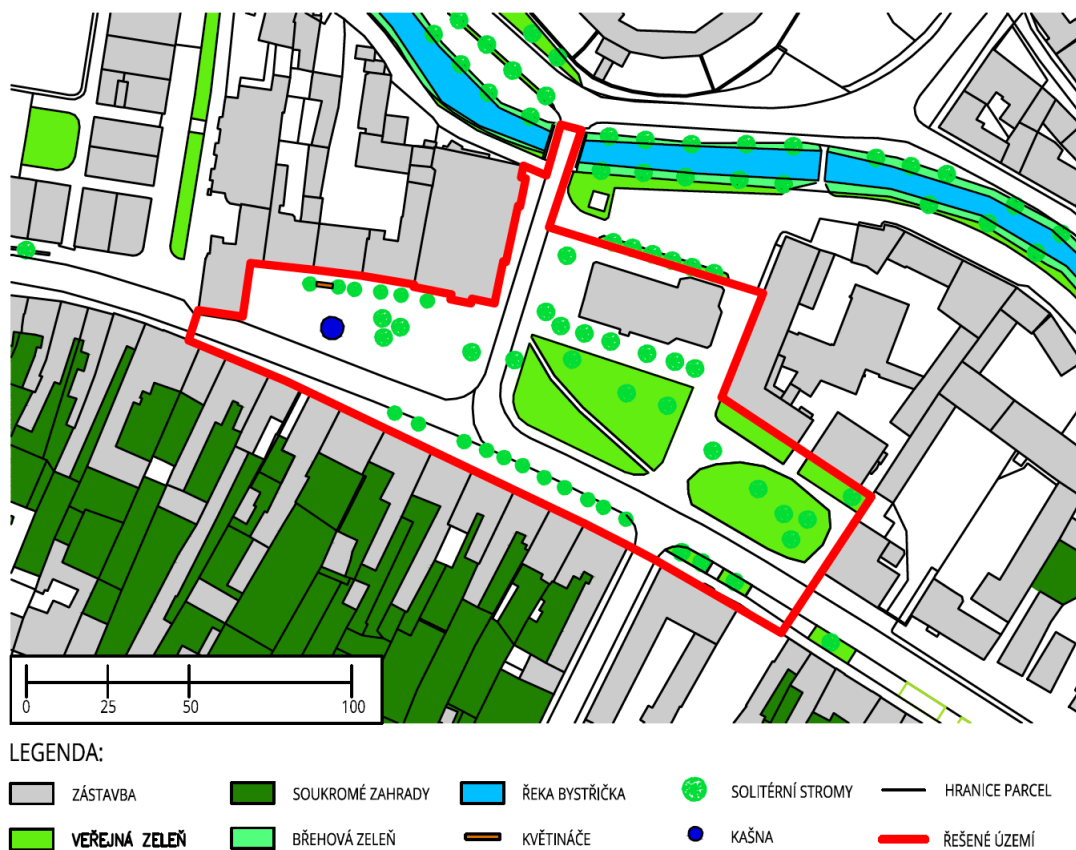 0 25 50 100
LEGENDA:
ZÁSTAVBA SOUKROMÉ ZAHRADY ŘEKA BYSTŘIČKA SOLITÉRNÍ STROMY HRANICE PARCEL
VEŘEJNÁ ZELEŇ BŘEHOVÁ ZELEŇ KVĚTINÁČE KAŠNA ŘEŠENÉ ÚZEMÍ